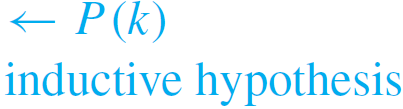 ← P(k)
inductive hypothesis